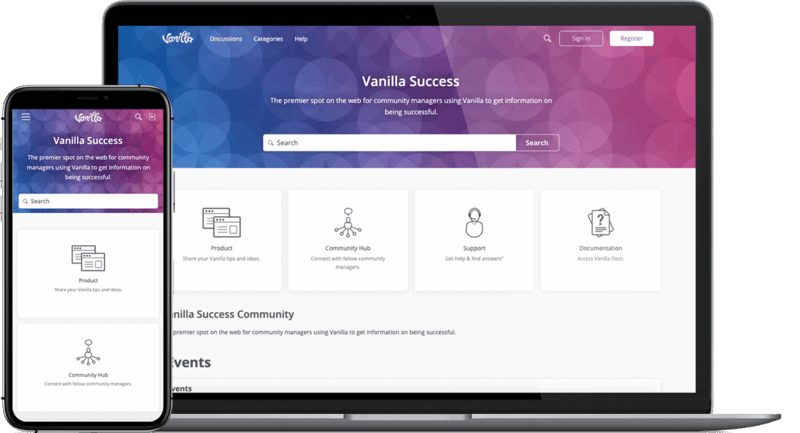 Vanilla
Discussions Categories Help
Sign In
Register
Vanilla Success
The premier spot on the web for community managers using Vanilla to get information on
being successful.
Search
Search
Product
Share your Vanilla tips and ideas.
Community Hub
Connect with fellow community
managers.
Support
Get help & find answers"
Documentation
Access Vanilla Docs.
anilla Success Community
premier spot on the web for community managers using Vanilla to get information on being successful.
Events
vents
Vanilla
Vanilla Success
The premier spot on the web for community
managers using Vanilla to get information on
being successful.
Search
Product
Share your Vanilla tips and ideas.
Community Hub
Connect with fellow community managers.